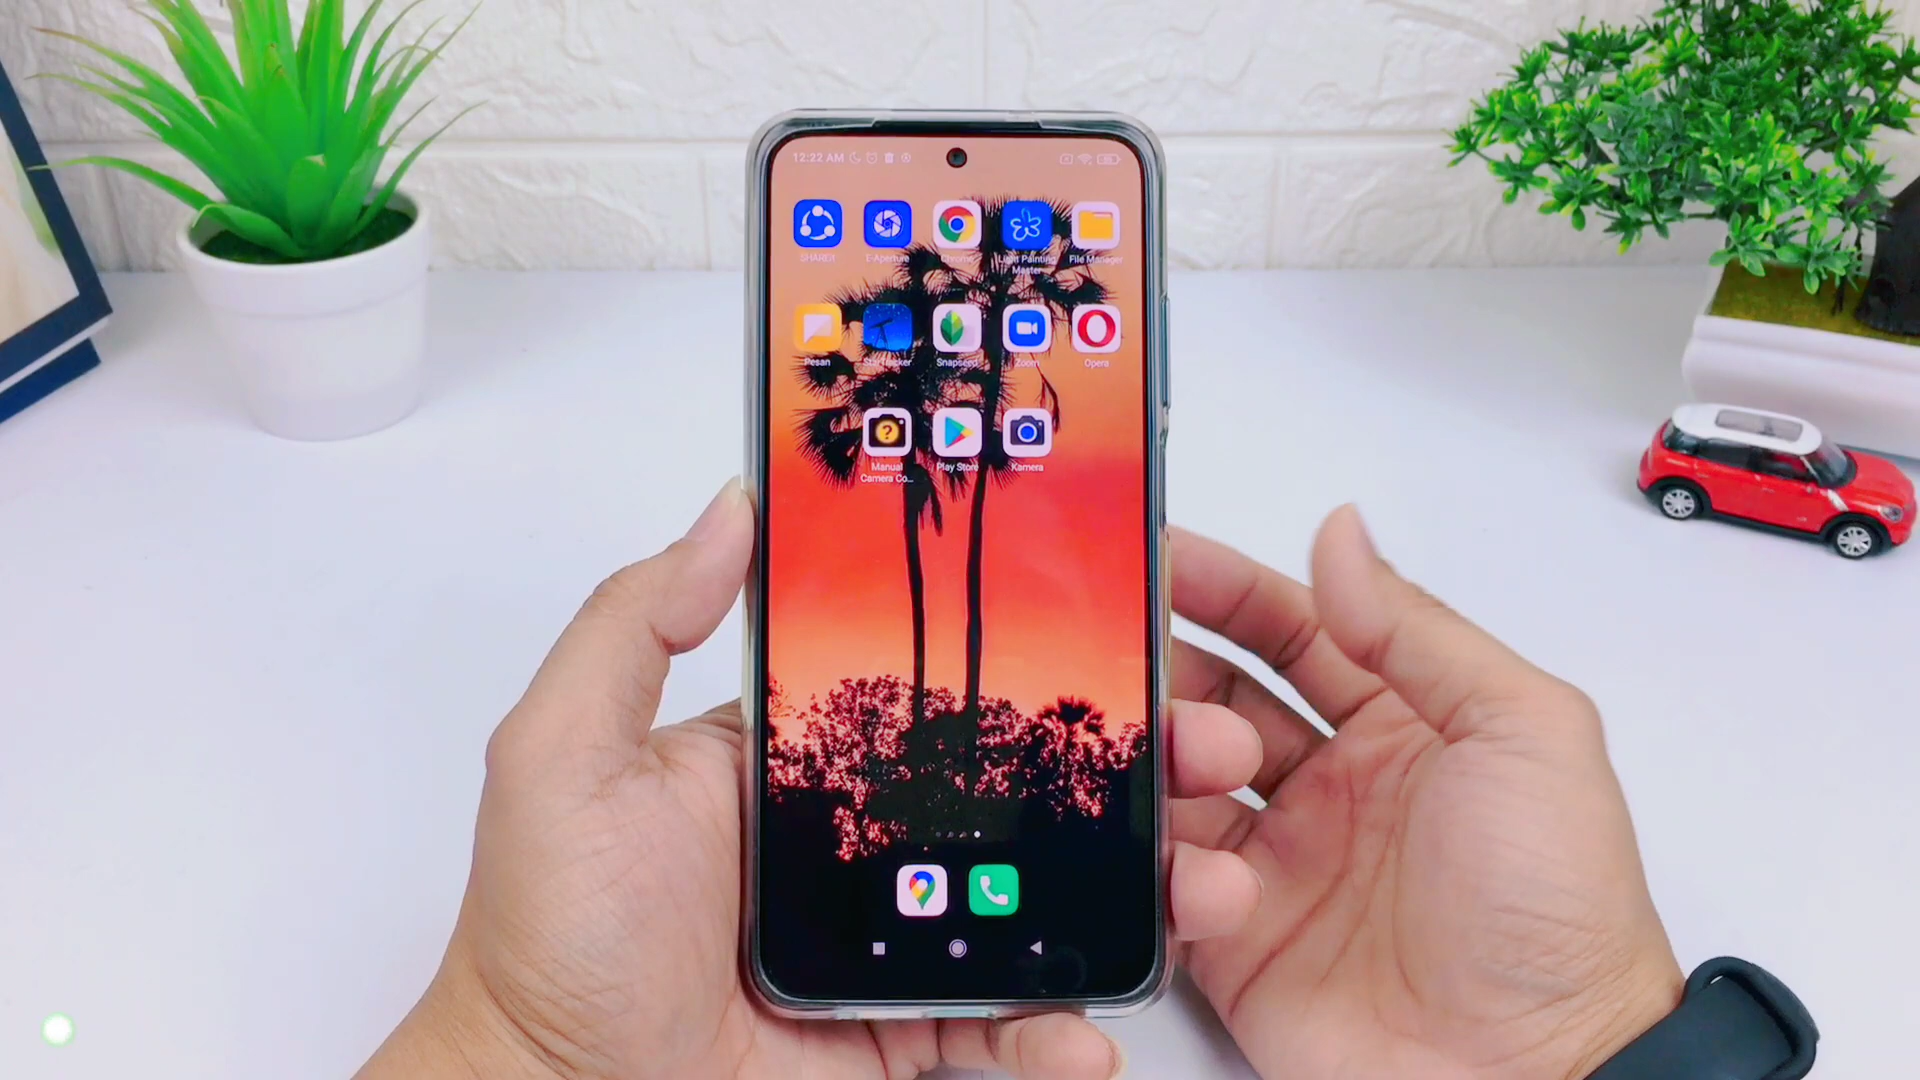 12:22 AM
SHAREit
E-Aperture
Chrome
Light Painting
Master
File Manager
Pesan
StarTracker
Snapseed
Zoom
Opera
Manual
Camera Co...
Play Store
Kamera